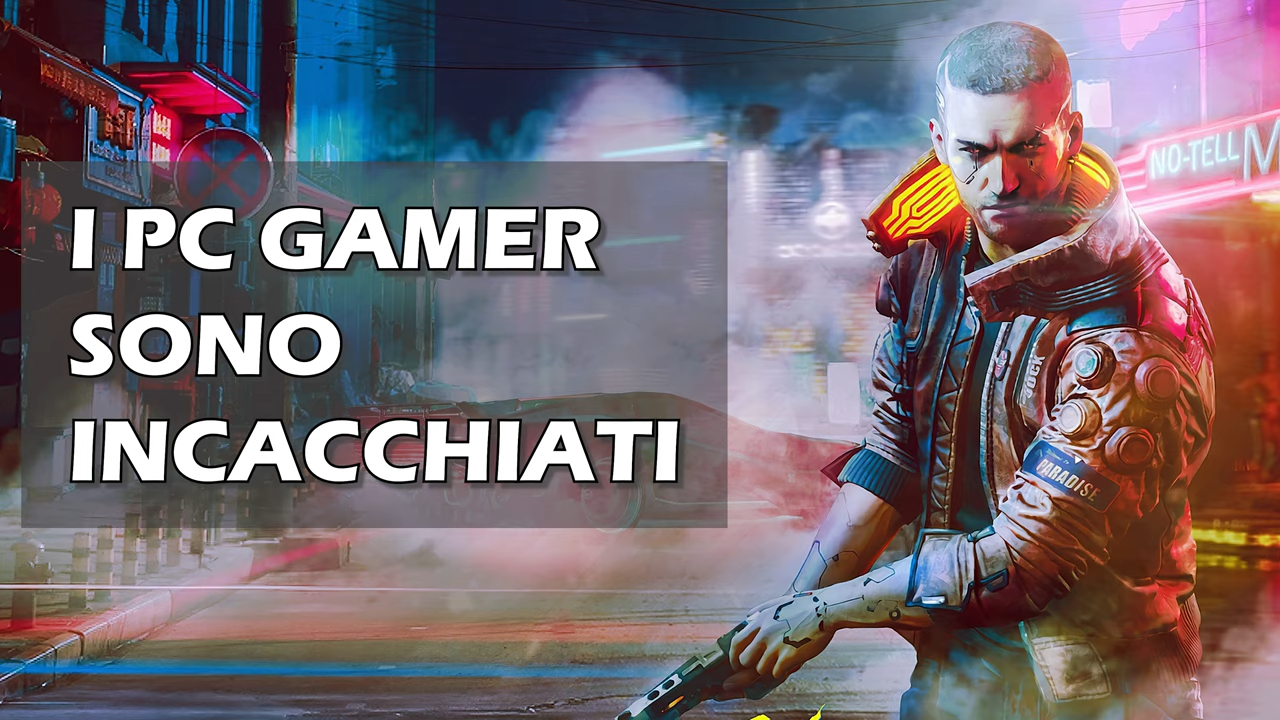 I PC GAMER
SONO
INCACCHIATI
NO-TELL M
PARADISE